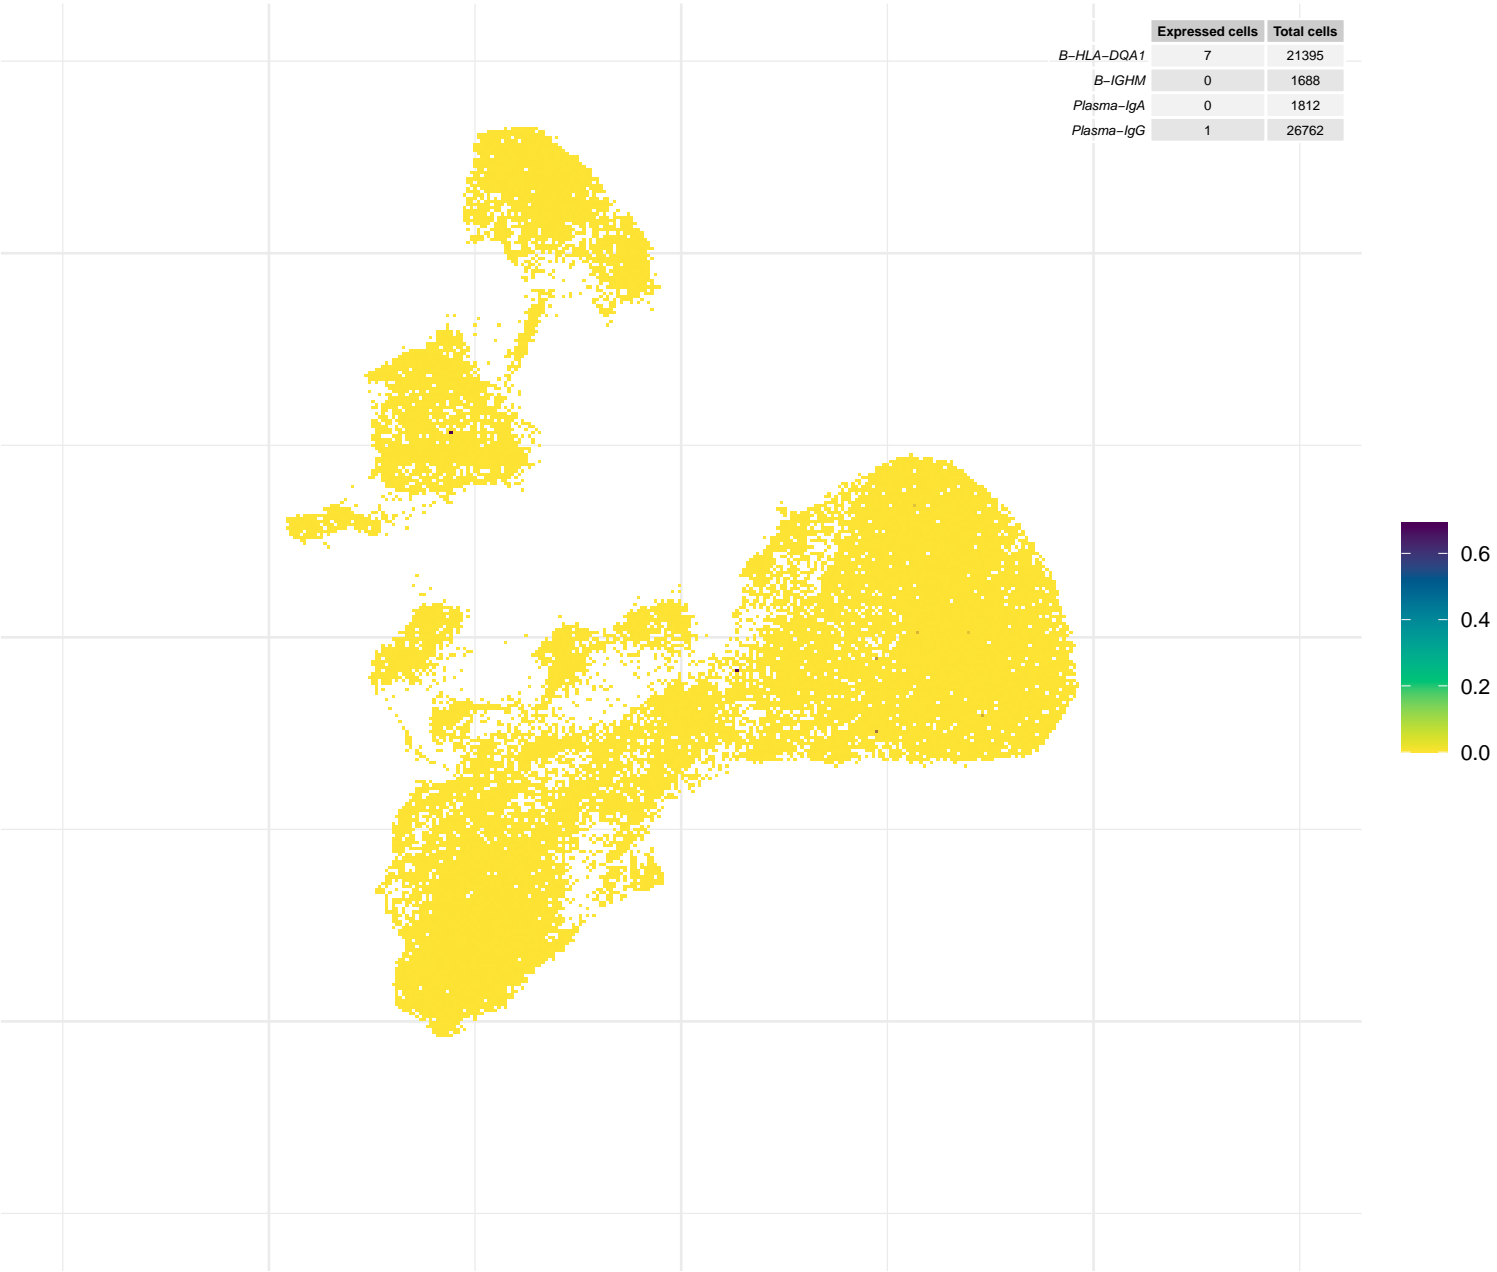 Expressed cells Total cells
B−HLA−DQA1 7 21395
B−IGHM 0 1688
Plasma−IgA 0 1812
Plasma−IgG 1 26762
0.6
0.4
0.2
0.0